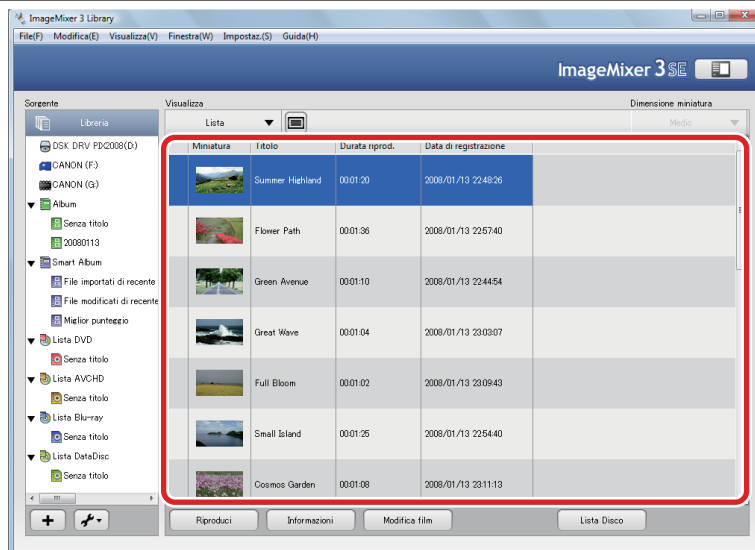 ImageMixer 3 Library
File(F) Modifica(E) Visualizza(V) Finestra(W) Impostaz.(S) Guida(H)
ImageMixer 3 SE
Sorgente Visualizza Dimensione miniatura
Libreria Lista Medio
DSK DRV PD2008(D:)
CANON (F:)
CANON (G:)
Album
Senza titolo
20080113
Smart Album
File importati di recente
File modificati di recente
Miglior punteggio
Lista DVD
Senza titolo
Lista AVCHD
Senza titolo
Lista Blu-ray
Senza titolo
Lista DataDisc
Senza titolo
Miniatura Titolo Durata riprod. Data di registrazione
Summer Highland 00:01:20 2008/01/13 22:48:26
Flower Path 00:01:36 2008/01/13 22:57:40
Green Avenue 00:01:10 2008/01/13 22:44:54
Great Wave 00:01:04 2008/01/13 23:03:07
Full Bloom 00:01:02 2008/01/13 23:09:43
Small Island 00:01:25 2008/01/13 22:54:40
Cosmos Garden 00:01:08 2008/01/13 23:11:13
Riproduci Informazioni Modifica film Lista Disco